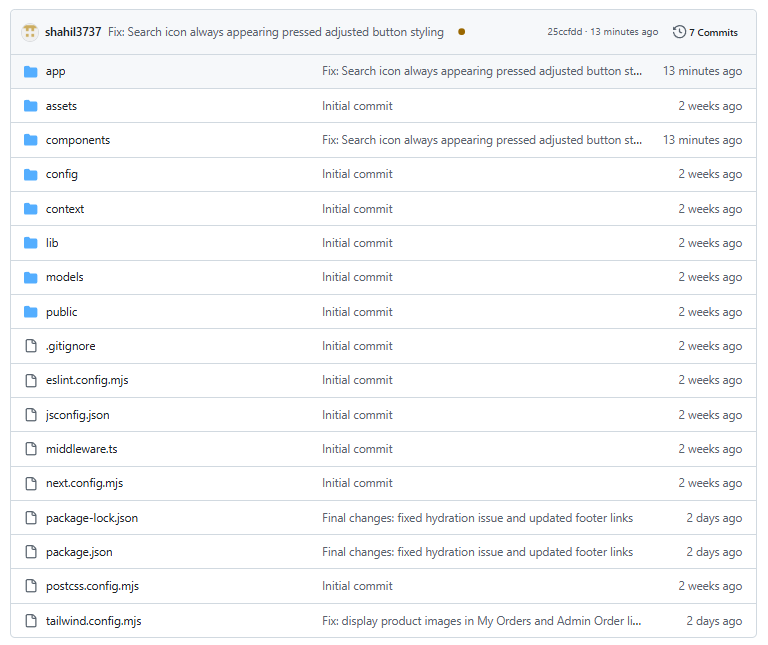 shahil3737 Fix: Search icon always appearing pressed adjusted button styling 25ccfdd · 13 minutes ago 7 Commits
app Fix: Search icon always appearing pressed adjusted button st... 13 minutes ago
assets Initial commit 2 weeks ago
components Fix: Search icon always appearing pressed adjusted button st... 13 minutes ago
config Initial commit 2 weeks ago
context Initial commit 2 weeks ago
lib Initial commit 2 weeks ago
models Initial commit 2 weeks ago
public Initial commit 2 weeks ago
.gitignore Initial commit 2 weeks ago
eslint.config.mjs Initial commit 2 weeks ago
jsconfig.json Initial commit 2 weeks ago
middleware.ts Initial commit 2 weeks ago
next.config.mjs Initial commit 2 weeks ago
package-lock.json Final changes: fixed hydration issue and updated footer links 2 days ago
package.json Final changes: fixed hydration issue and updated footer links 2 days ago
postcss.config.mjs Initial commit 2 weeks ago
tailwind.config.mjs Fix: display product images in My Orders and Admin Order li... 2 days ago